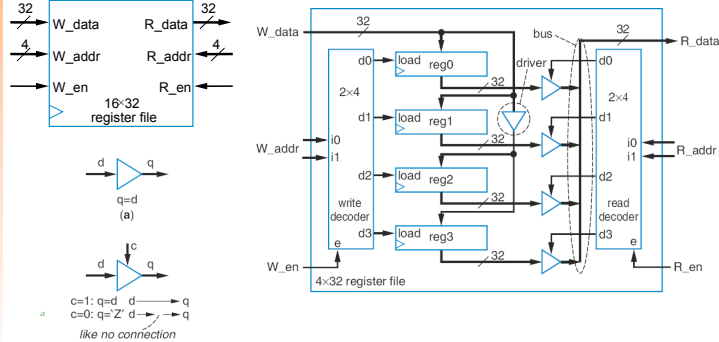 32
32
W_data
R_data
4
4
W_addr
R_addr
W_en
R_en
16×32
register file
d
q
q=d
(a)
c
d
q
c=1: q=d d q
c=0: q=‘Z’ d q
like no connection
a
32
bus
32
W_data
R_data
d0
load
reg0
driver
d0
2×4
32
2×4
d1
load
reg1
d1
32
i0
i1
W_addr
i0
i1
R_addr
d2
load
reg2
d2
32
write
decoder
read
decoder
d3
load
reg3
d3
e
32
e
W_en
R_en
4×32 register file